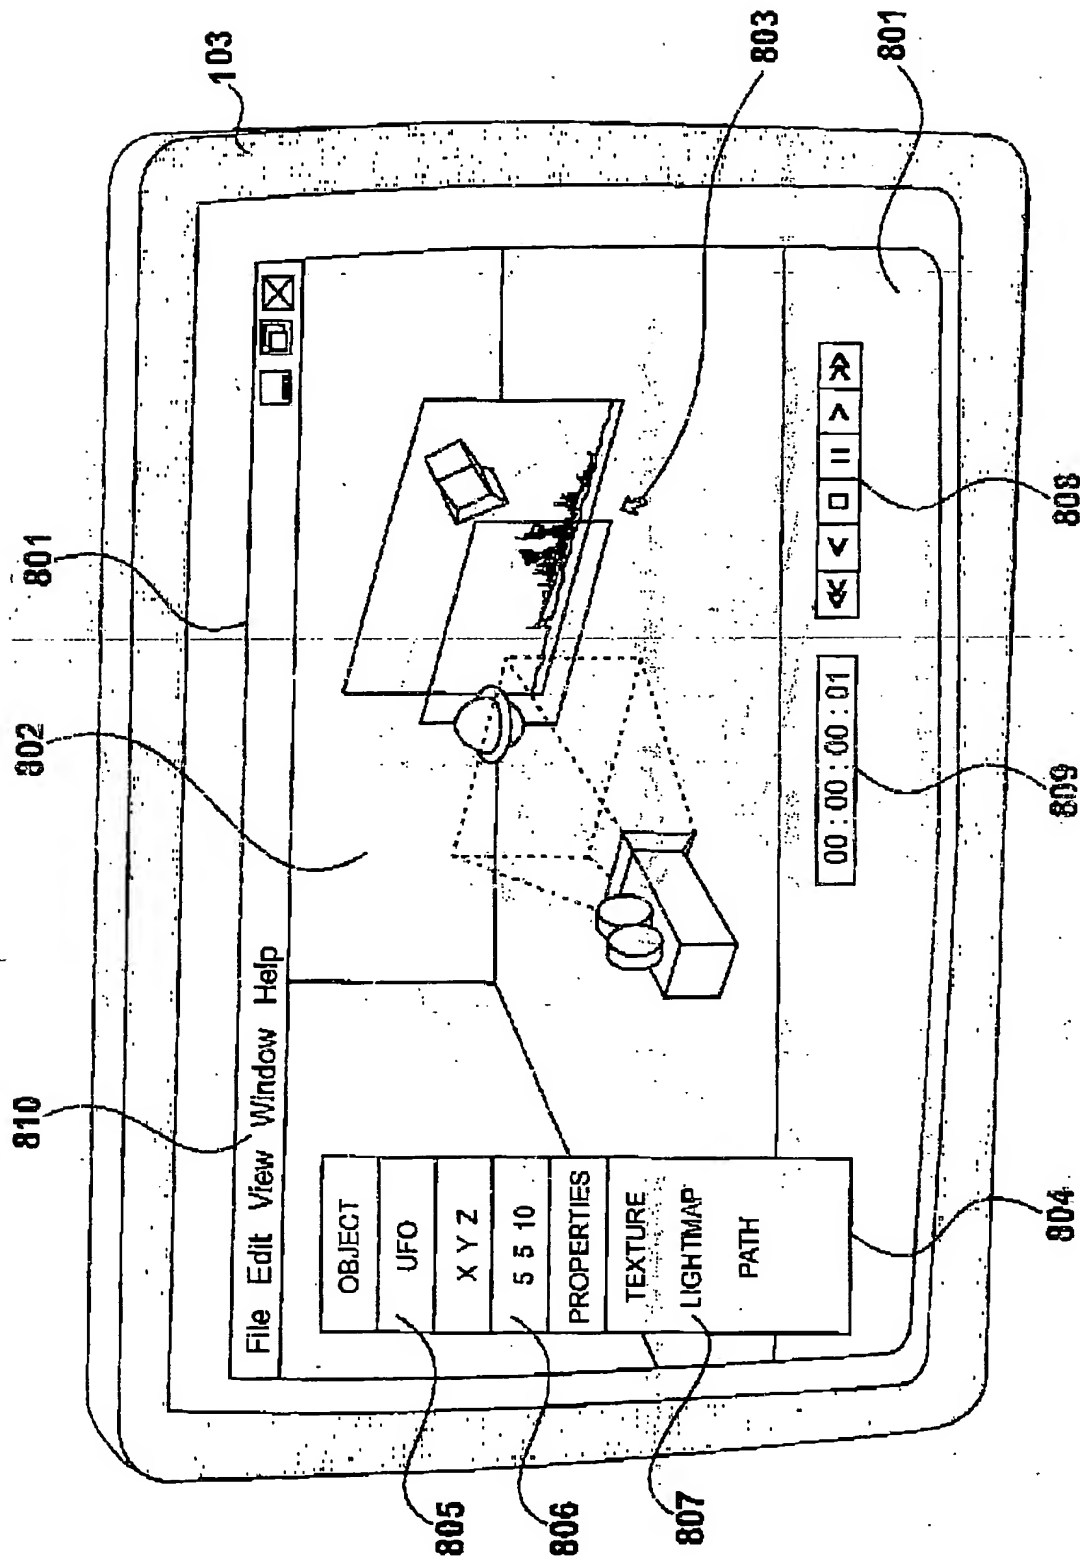 810
802
801
103
File Edit View Window Help
OBJECT
UFO
X Y Z
5 5 10
PROPERTIES
TEXTURE
LIGHTMAP
PATH
00 : 00 : 00 : 01
805
806
807
804
809
808
801
803